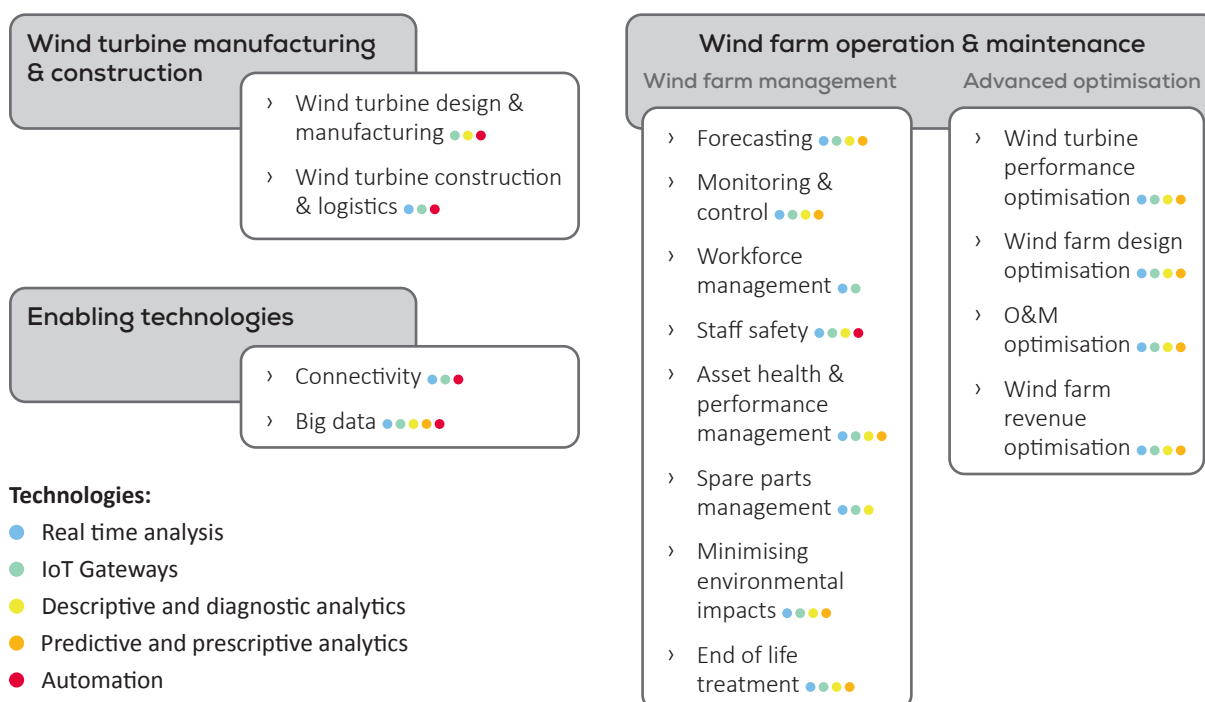 Wind turbine manufacturing
& construction
› Wind turbine design &
manufacturing
› Wind turbine construction
& logistics
Enabling technologies
› Connectivity
› Big data
Technologies:
Real time analysis
IoT Gateways
Descriptive and diagnostic analytics
Predictive and prescriptive analytics
Automation
Wind farm operation & maintenance
Wind farm management
› Forecasting
› Monitoring &
control
› Workforce
management
› Staff safety
› Asset health &
performance
management
› Spare parts
management
› Minimising
environmental
impacts
› End of life
treatment
Advanced optimisation
› Wind turbine
performance
optimisation
› Wind farm design
optimisation
› O&M
optimisation
› Wind farm
revenue
optimisation